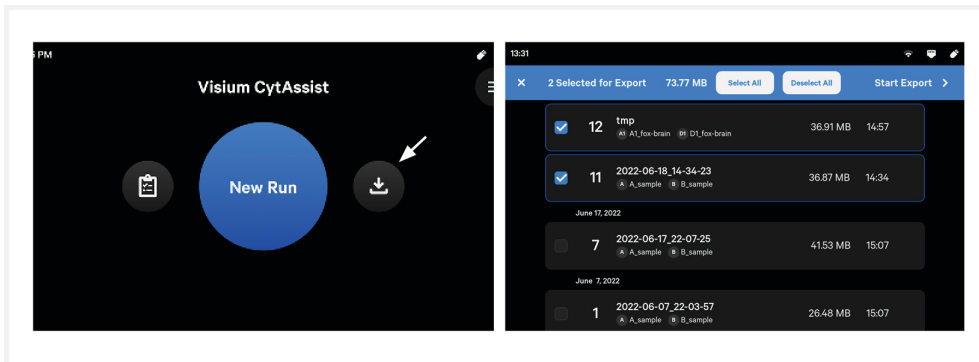 PM
Visium CytAssist
New Run
13:31
2 Selected for Export 73.77 MB Select All Deselect All Start Export
12 tmp 36.91 MB 14:57
A1 A1_fox-brain D1 D1_fox-brain
11 2022-06-18_14-34-23 36.87 MB 14:34
A A_sample B B_sample
June 17, 2022
7 2022-06-17_22-07-25 41.53 MB 15:07
A A_sample B B_sample
June 7, 2022
1 2022-06-07_22-03-57 26.48 MB 15:07
A A_sample B B_sample